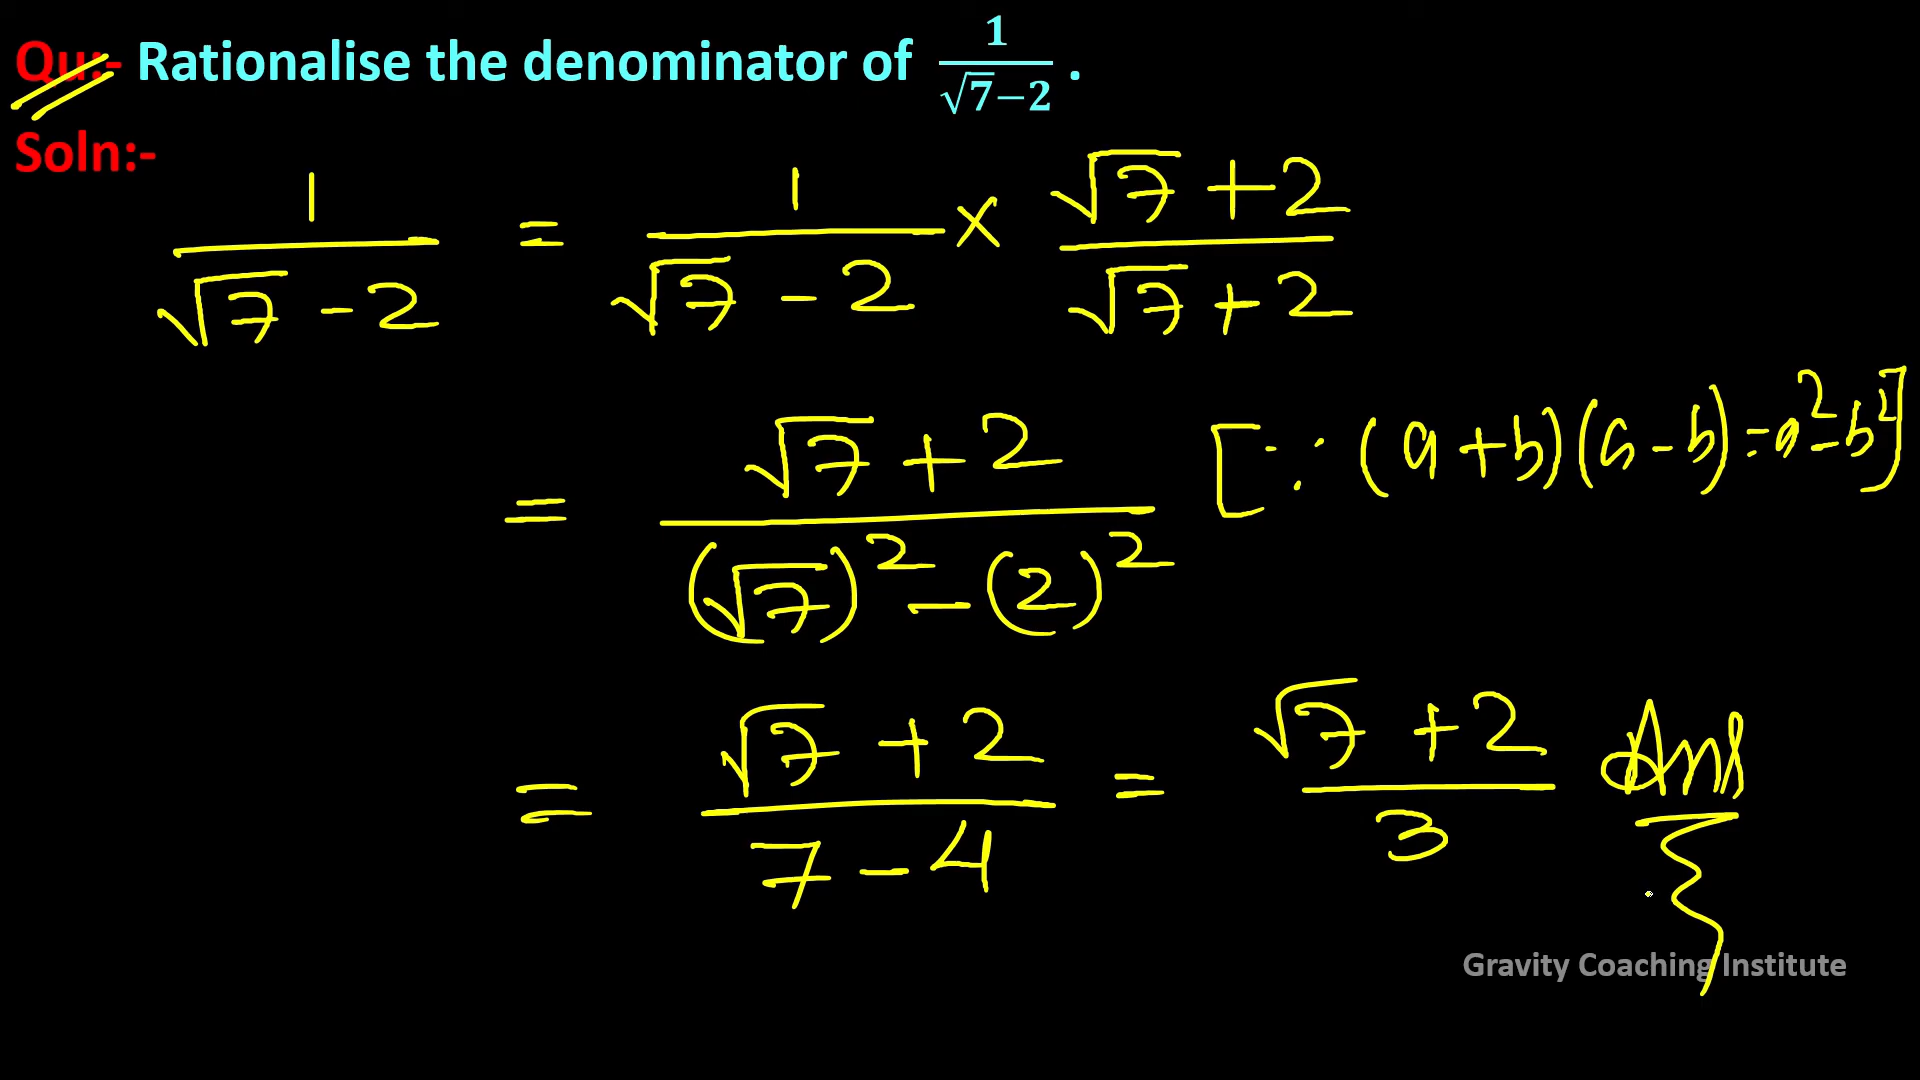 Qu:- Rationalise the denominator of 1/(√7−2) .
Soln:-
1/(√7 − 2) = 1/(√7 − 2) × (√7 + 2)/(√7 + 2)
= (√7 + 2)/((√7)² − (2)²) [∵ (a+b)(a−b)=a²−b²]
= (√7 + 2)/(7 − 4) = (√7 + 2)/3 Ans
Gravity Coaching Institute